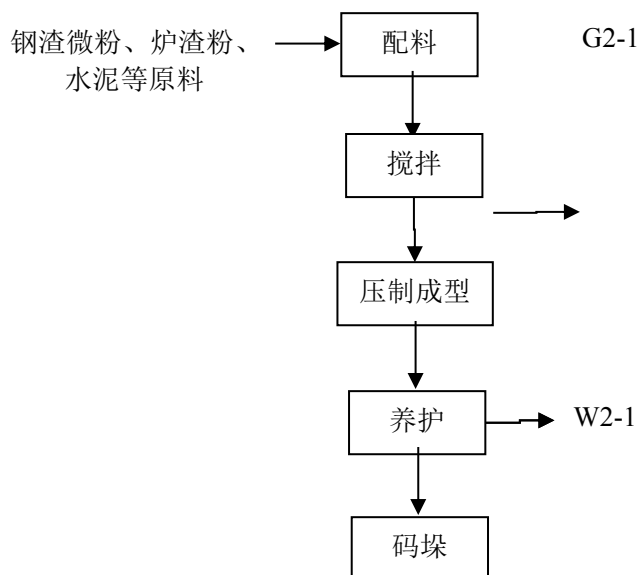 钢渣微粉、炉渣粉、
水泥等原料
配料
G2-1
搅拌
压制成型
养护
W2-1
码垛